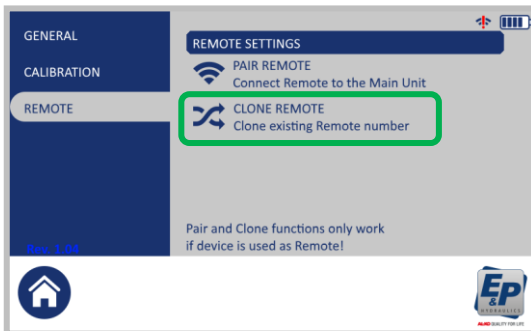 GENERAL
CALIBRATION
REMOTE
REMOTE SETTINGS
PAIR REMOTE
Connect Remote to the Main Unit
CLONE REMOTE
Clone existing Remote number
Pair and Clone functions only work
if device is used as Remote!
Rev. 1.04
E&P
HYDRAULICS
QUALITY FOR LIFE